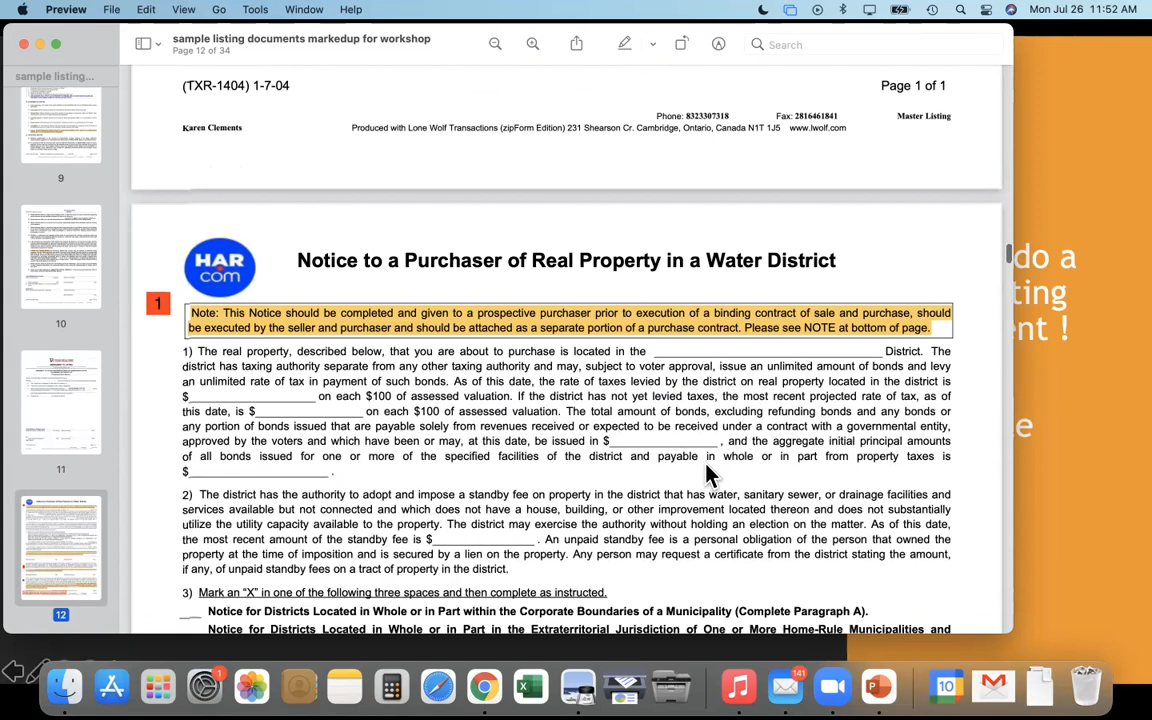 Preview File Edit View Go Tools Window Help Mon Jul 26 11:52 AM
sample listing documents markedup for workshop
Page 12 of 34
Search
sample listing...
9
10
11
12
(TXR-1404) 1-7-04 Page 1 of 1
Phone: 8323307318 Fax: 2816461841 Master Listing
Karen Clements Produced with Lone Wolf Transactions (zipForm Edition) 231 Shearson Cr. Cambridge, Ontario, Canada N1T 1J5 www.lwolf.com
HAR
com
Notice to a Purchaser of Real Property in a Water District
1
Note: This Notice should be completed and given to a prospective purchaser prior to execution of a binding contract of sale and purchase, should
be executed by the seller and purchaser and should be attached as a separate portion of a purchase contract. Please see NOTE at bottom of page.
1) The real property, described below, that you are about to purchase is located in the ____ District. The
district has taxing authority separate from any other taxing authority and may, subject to voter approval, issue an unlimited amount of bonds and levy
an unlimited rate of tax in payment of such bonds. As of this date, the rate of taxes levied by the district on real property located in the district is
$____ on each $100 of assessed valuation. If the district has not yet levied taxes, the most recent projected rate of tax, as of
this date, is $____ on each $100 of assessed valuation. The total amount of bonds, excluding refunding bonds and any bonds or
any portion of bonds issued that are payable solely from revenues received or expected to be received under a contract with a governmental entity,
approved by the voters and which have been or may, at this date, be issued in $____ , and the aggregate initial principal amounts
of all bonds issued for one or more of the specified facilities of the district and payable in whole or in part from property taxes is
$____ .
2) The district has the authority to adopt and impose a standby fee on property in the district that has water, sanitary sewer, or drainage facilities and
services available but not connected and which does not have a house, building, or other improvement located thereon and does not substantially
utilize the utility capacity available to the property. The district may exercise the authority without holding an election on the matter. As of this date,
the most recent amount of the standby fee is $____ . An unpaid standby fee is a personal obligation of the person that owned the
property at the time of imposition and is secured by a lien on the property. Any person may request a certificate from the district stating the amount,
if any, of unpaid standby fees on a tract of property in the district.
3) Mark an “X” in one of the following three spaces and then complete as instructed.
____ Notice for Districts Located in Whole or in Part within the Corporate Boundaries of a Municipality (Complete Paragraph A).
Notice for Districts Located in Whole or in Part in the Extraterritorial Jurisdiction of One or More Home-Rule Municipalities and
do a
ting
nt !
e
1
141
10